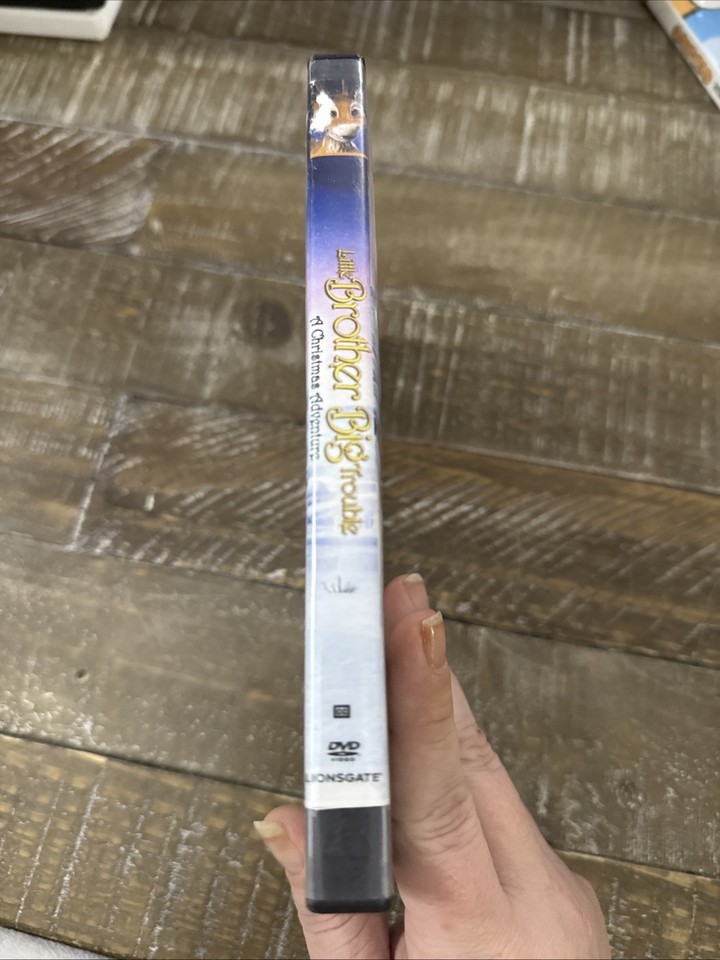 Little Brother Big Trouble
A Christmas Adventure
DVD
VIDEO
LIONSGATE